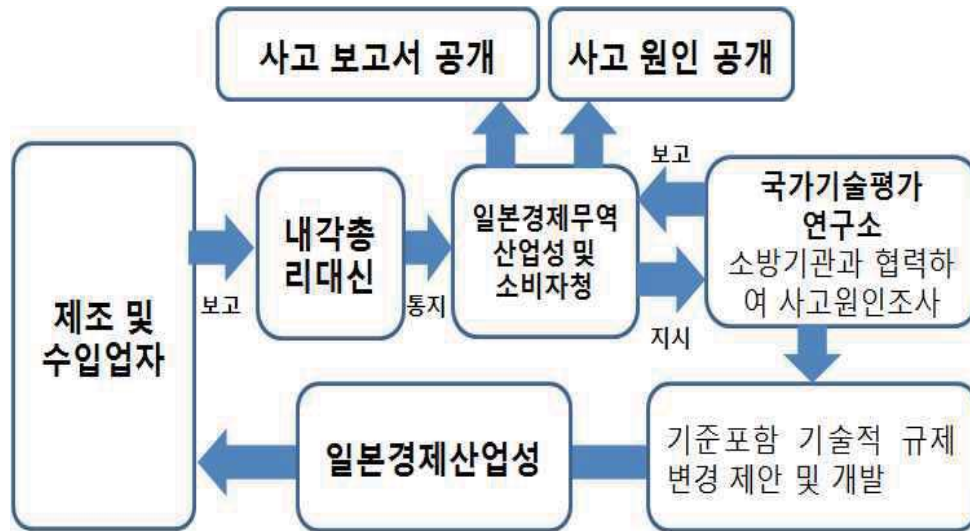 사고 보고서 공개
사고 원인 공개
제조 및
수입업자
보고
내각총
리대신
통지
일본경제무역
산업성 및
소비자청
보고
지시
국가기술평가
연구소
소방기관과 협력하
여 사고원인조사
일본경제산업성
기준포함 기술적 규제
변경 제안 및 개발